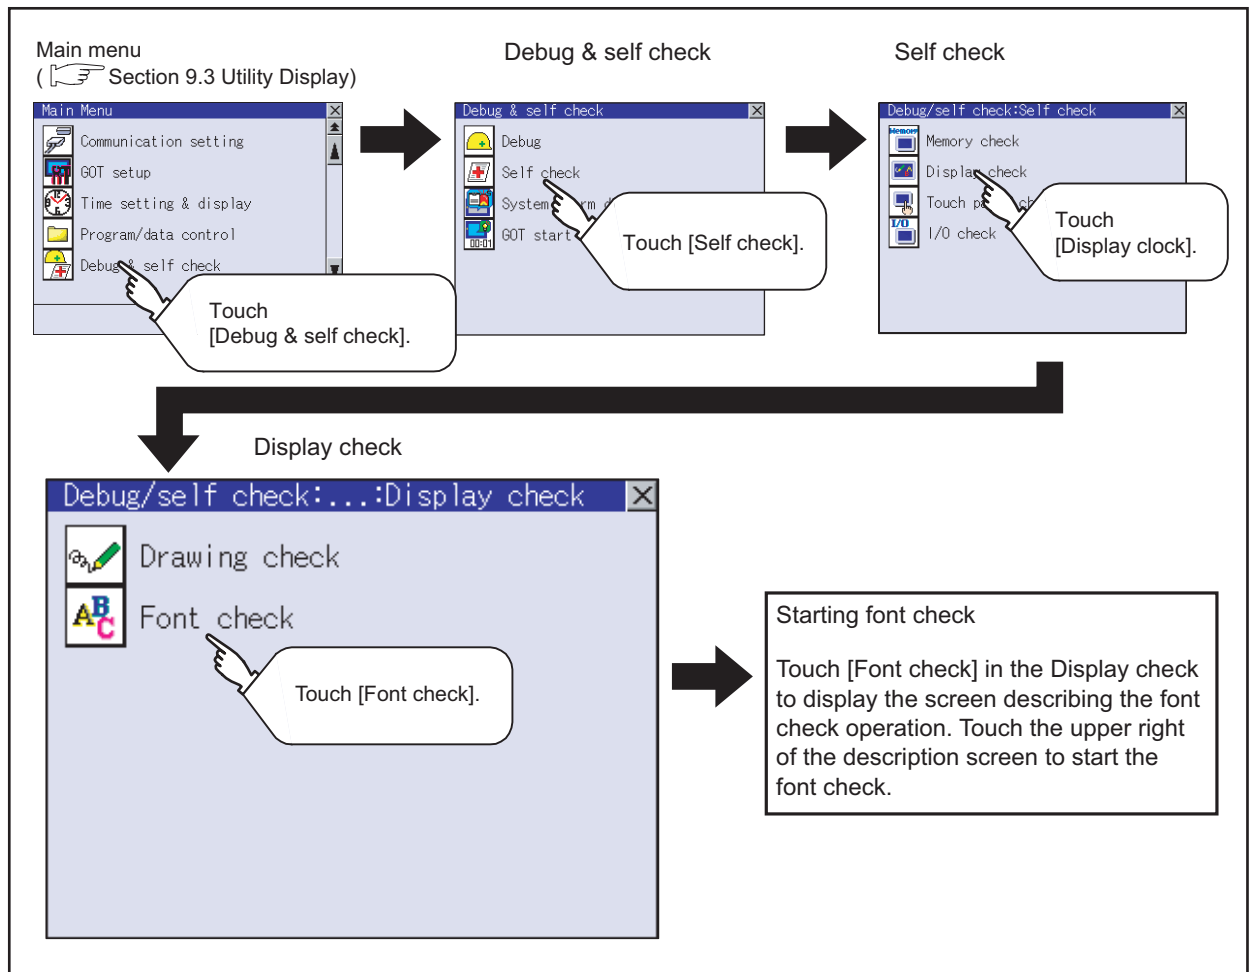 Main menu
( Section 9.3 Utility Display)
Debug & self check
Self check
Main Menu
Communication setting
GOT setup
Time setting & display
Program/data control
Debug & self check
Touch
[Debug & self check].
Debug & self check
Debug
Self check
System
GOT start
00:01
Touch [Self check].
Debug/self check:Self check
Memory
Memory check
Display check
Touch
I/O
I/O check
Touch
[Display clock].
Display check
Debug/self check:...:Display check
Drawing check
ABC
Font check
Touch [Font check].
Starting font check
Touch [Font check] in the Display check
to display the screen describing the font
check operation. Touch the upper right
of the description screen to start the
font check.